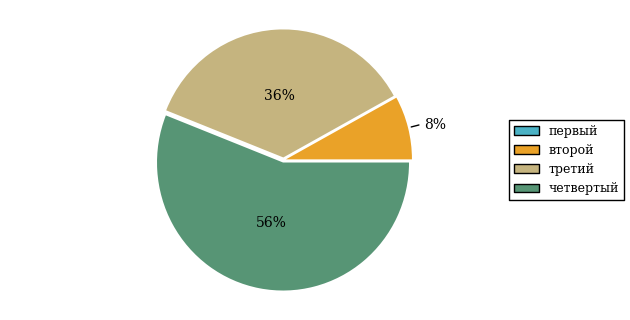 36%
8%
56%
первый
второй
третий
четвертый